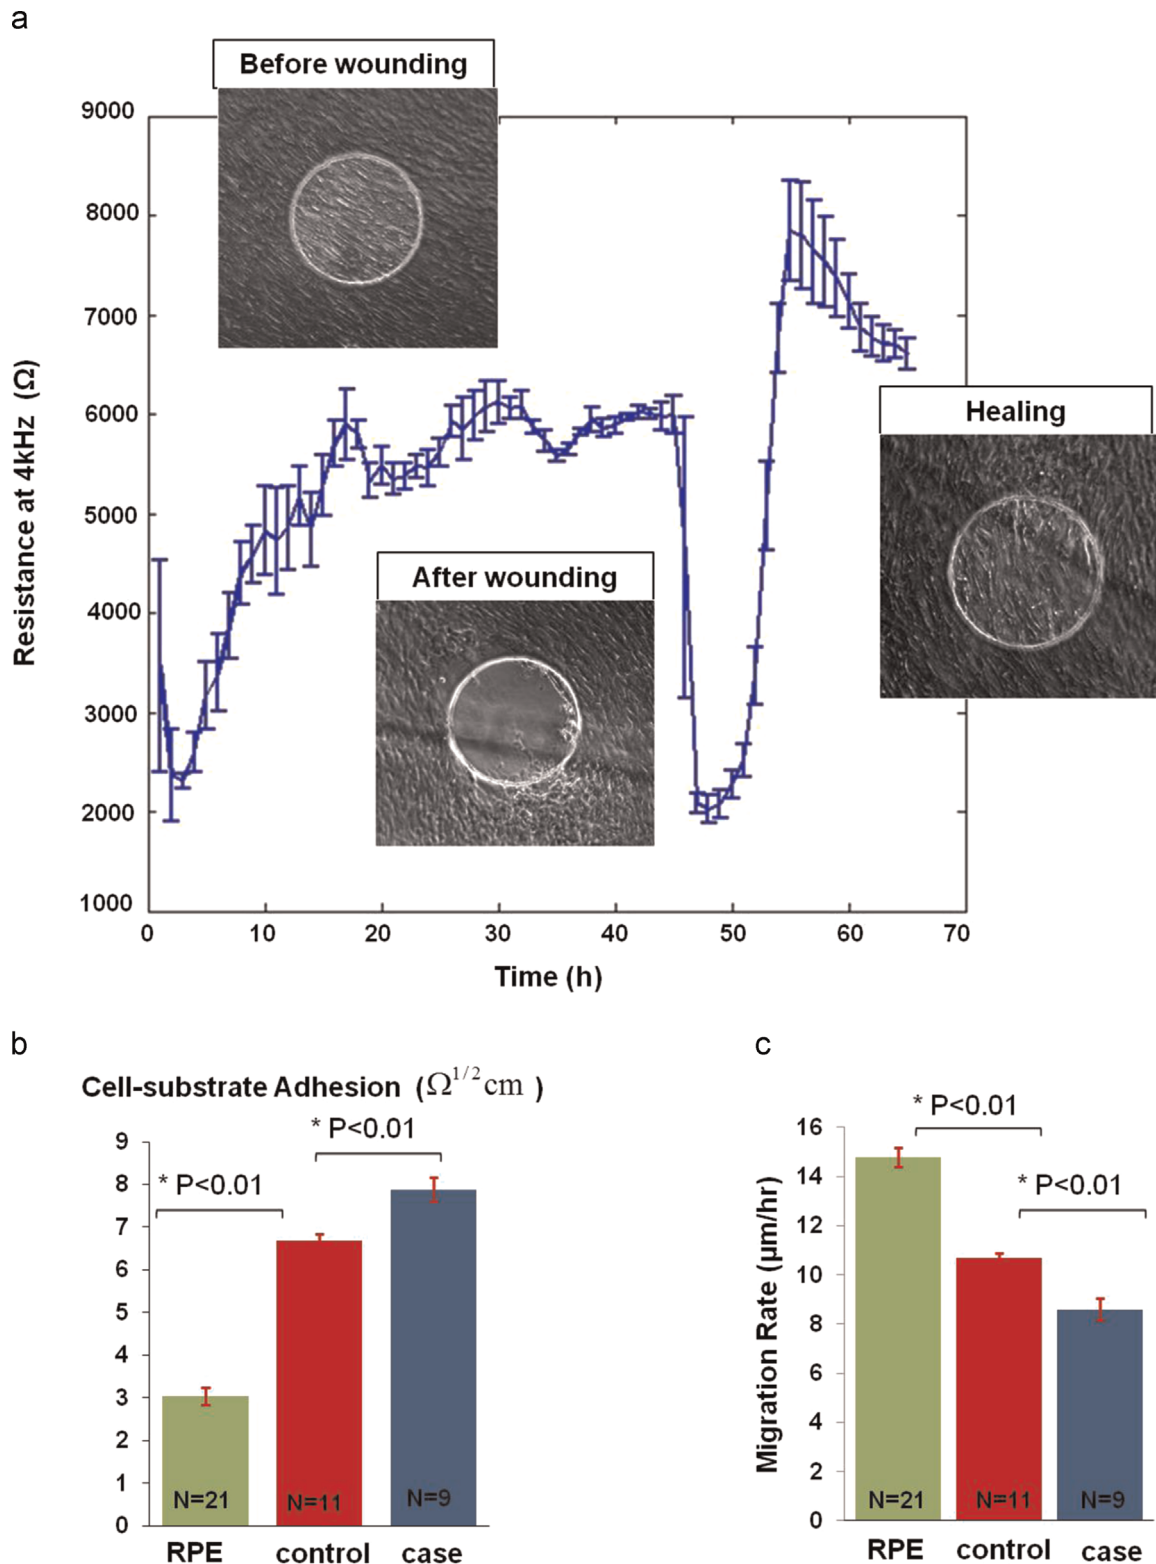 a
Before wounding
9000
8000
7000
6000
5000
4000
3000
2000
1000
Resistance at 4kHz (Ω)
Healing
After wounding
0 10 20 30 40 50 60 70
Time (h)
b
Cell-substrate Adhesion (Ω^1/2 cm)
* P<0.01
* P<0.01
9
8
7
6
5
4
3
2
1
0
N=21 N=11 N=9
RPE control case
c
* P<0.01
* P<0.01
16
14
12
10
8
6
4
2
0
Migration Rate (μm/hr)
N=21 N=11 N=9
RPE control case